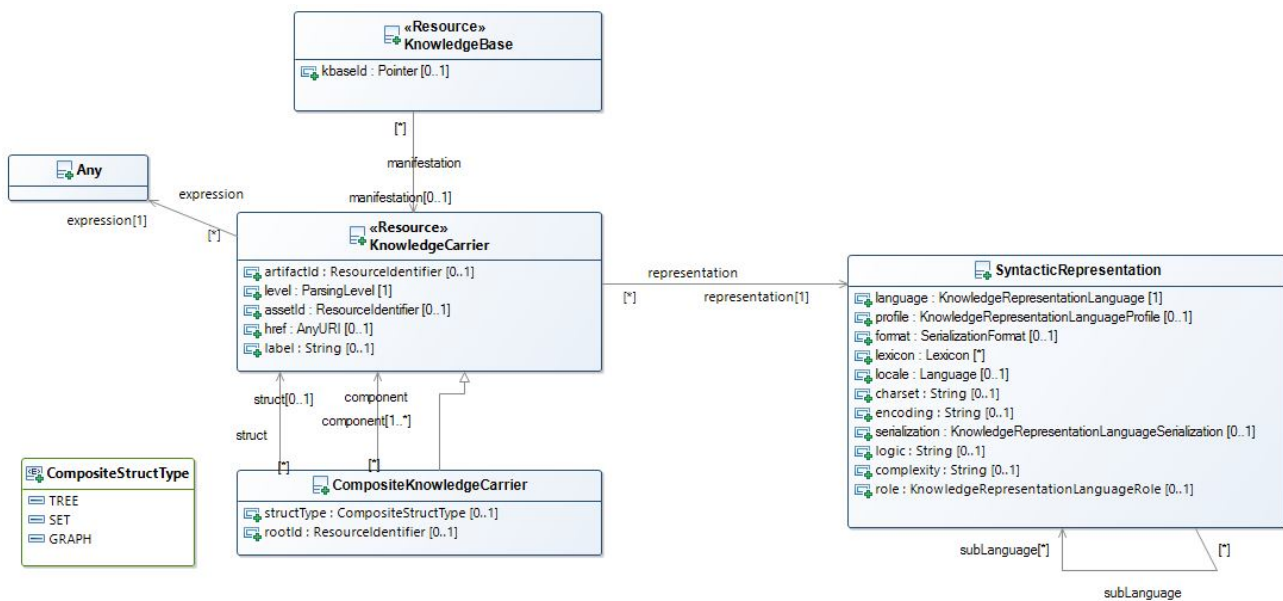 «Resource»
KnowledgeBase
kbaseId : Pointer [0..1]
[*]
manifestation
manifestation[0..1]
Any
expression
expression[1]
[*]
«Resource»
KnowledgeCarrier
artifactId : ResourceIdentifier [0..1]
level : ParsingLevel [1]
assetId : ResourceIdentifier [0..1]
href : AnyURI [0..1]
label : String [0..1]
representation
[*]
representation[1]
SyntacticRepresentation
language : KnowledgeRepresentationLanguage [1]
profile : KnowledgeRepresentationLanguageProfile [0..1]
format : SerializationFormat [0..1]
lexicon : Lexicon [*]
locale : Language [0..1]
charset : String [0..1]
encoding : String [0..1]
serialization : KnowledgeRepresentationLanguageSerialization [0..1]
logic : String [0..1]
complexity : String [0..1]
role : KnowledgeRepresentationLanguageRole [0..1]
subLanguage[*]
[*]
subLanguage
struct[0..1]
component
component[1..*]
struct
[*]
[*]
CompositeKnowledgeCarrier
structType : CompositeStructType [0..1]
rootId : ResourceIdentifier [0..1]
CompositeStructType
TREE
SET
GRAPH